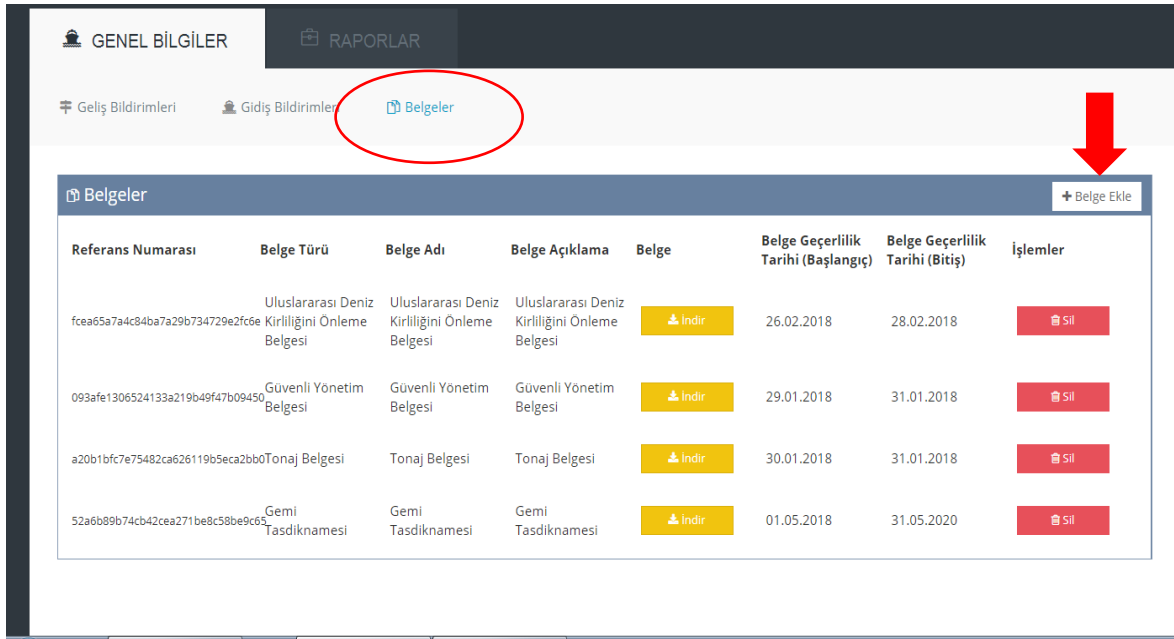 GENEL BİLGİLER
RAPORLAR
Geliş Bildirimleri
Gidiş Bildirimleri
Belgeler
Belgeler
Belge Ekle
Referans Numarası
Belge Türü
Belge Adı
Belge Açıklama
Belge
Belge Geçerlilik
Tarihi (Başlangıç)
Belge Geçerlilik
Tarihi (Bitiş)
İşlemler
fcea65a7a4c84ba7a29b734729e2fc6e
Uluslararası Deniz
Kirliliğini Önleme
Belgesi
Uluslararası Deniz
Kirliliğini Önleme
Belgesi
Uluslararası Deniz
Kirliliğini Önleme
Belgesi
İndir
26.02.2018
28.02.2018
Sil
093afe1306524133a219b49f47b09450
Güvenli Yönetim
Belgesi
Güvenli Yönetim
Belgesi
Güvenli Yönetim
Belgesi
İndir
29.01.2018
31.01.2018
Sil
a20b1bfc7e75482ca626119b5eca2bb0
Tonaj Belgesi
Tonaj Belgesi
Tonaj Belgesi
İndir
30.01.2018
31.01.2018
Sil
52a6b89b74cb42cea271be8c58be9c65
Gemi
Tasdiknamesi
Gemi
Tasdiknamesi
Gemi
Tasdiknamesi
İndir
01.05.2018
31.05.2020
Sil